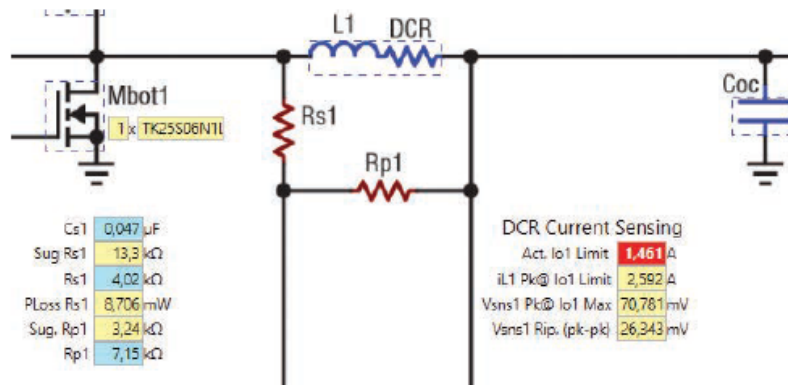 L1 DCR
Mbot1
1 x TK25S06N1L
Rs1
Rp1
Coc
Cs1 0,047 µF
Sug Rs1 13,3 kΩ
Rs1 4,02 kΩ
PLoss Rs1 8,706 mW
Sug. Rp1 3,24 kΩ
Rp1 7,15 kΩ
DCR Current Sensing
Act. Io1 Limit 1,461 A
iL1 Pk@ Io1 Limit 2,592 A
Vsns1 Pk@ Io1 Max 70,781 mV
Vsns1 Rip. (pk-pk) 26,343 mV